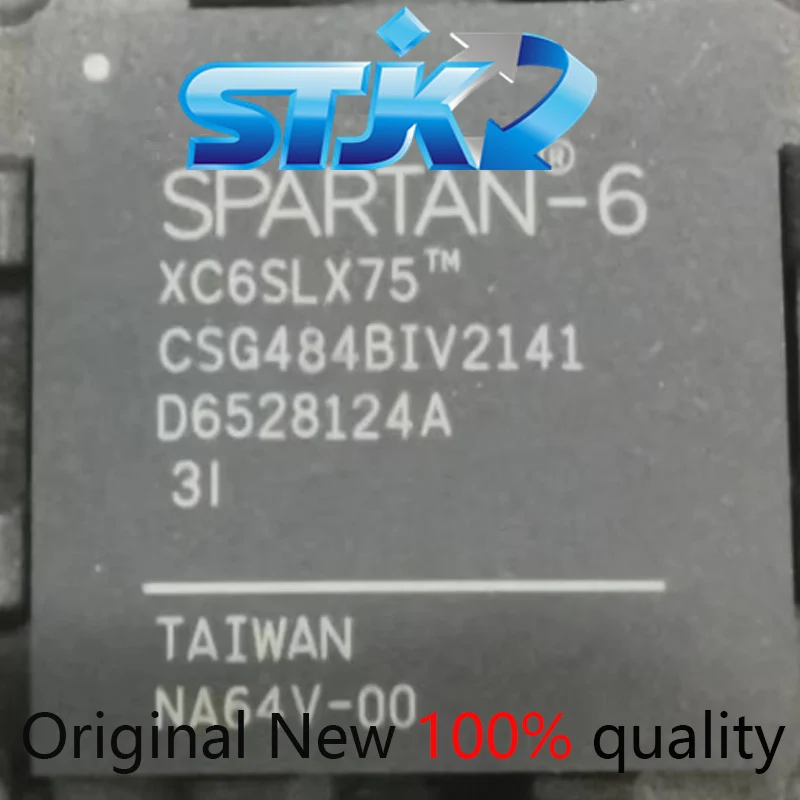 STJK
SPARTAN-6
®
XC6SLX75™
CSG484BIV2141
D6528124A
3I
TAIWAN
NA64V-00
Original New 100% quality